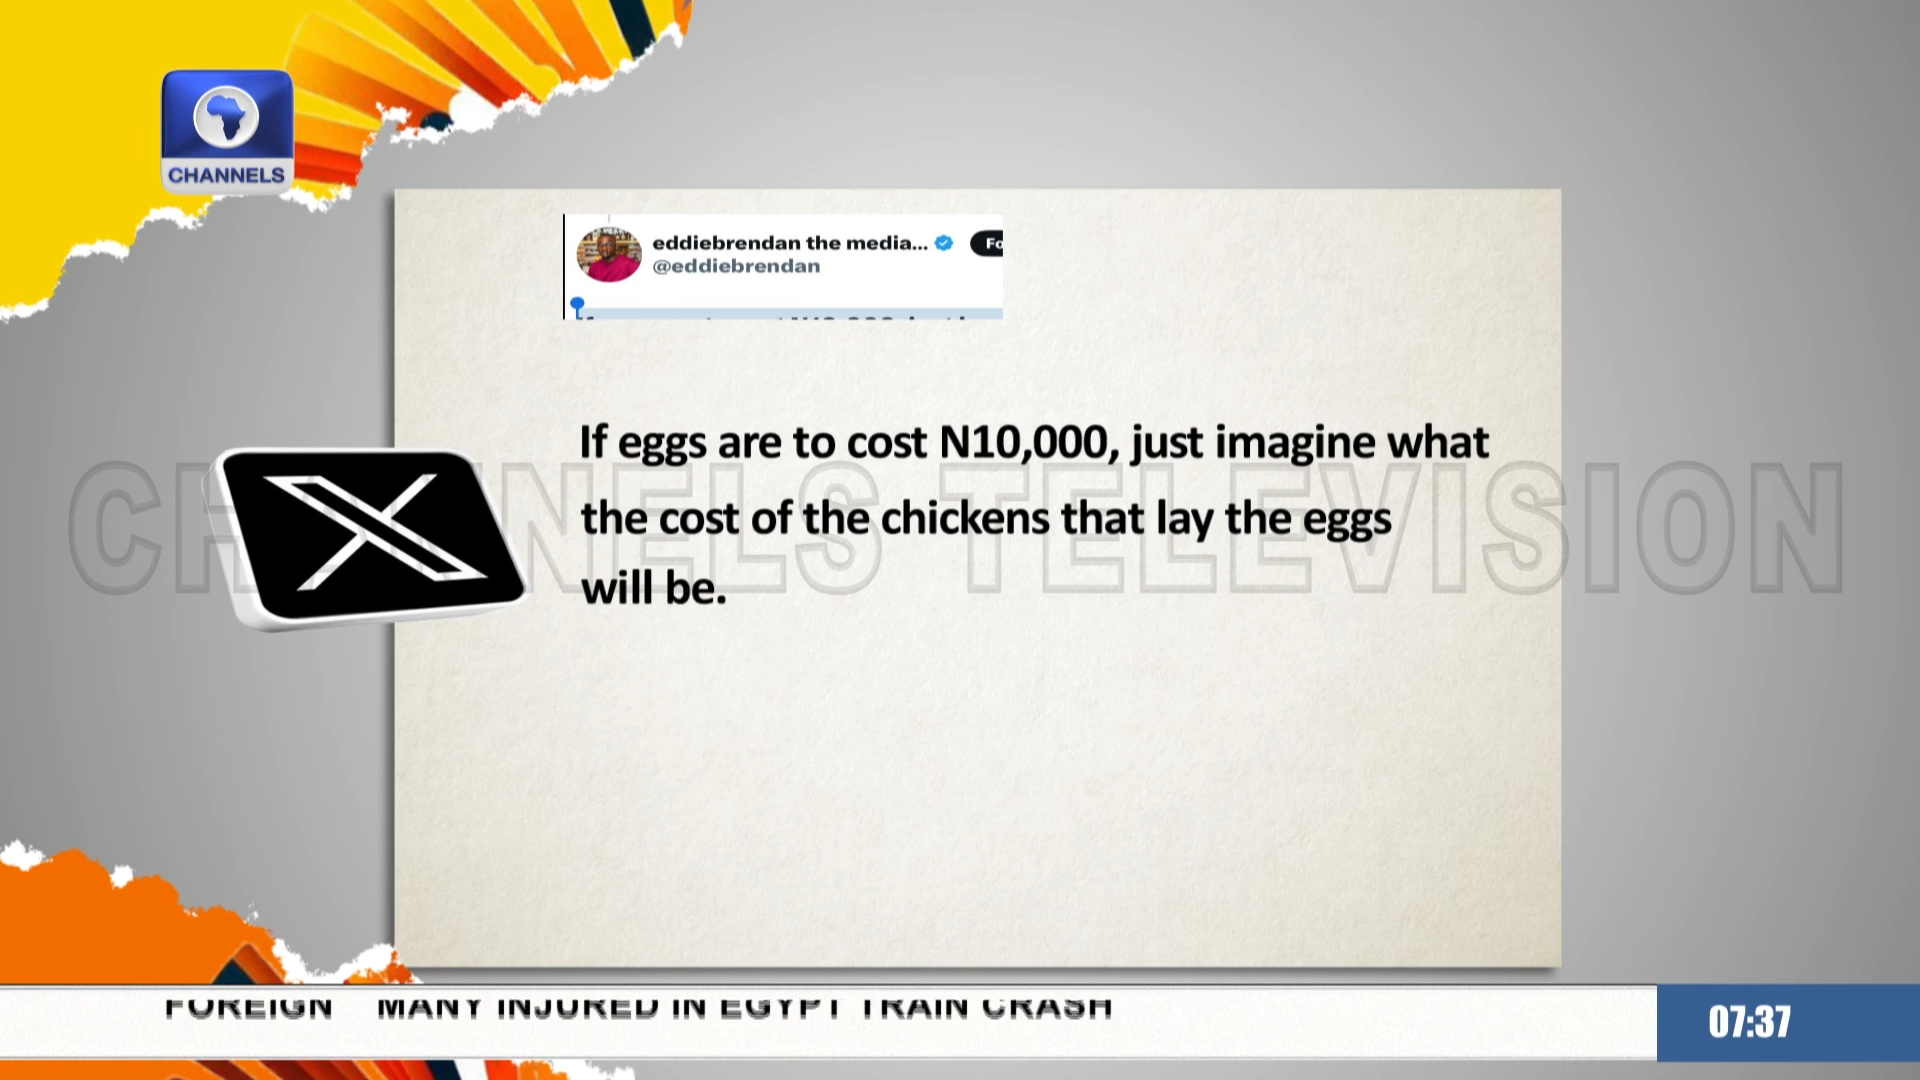 CHANNELS
eddiebrendan the media...
Fo
@eddiebrendan
If eggs are to cost N10,000, just imagine what
the cost of the chickens that lay the eggs
will be.
CHANNELS TELEVISION
FOREIGN MANY INJURED IN EGYPT TRAIN CRASH
07:37